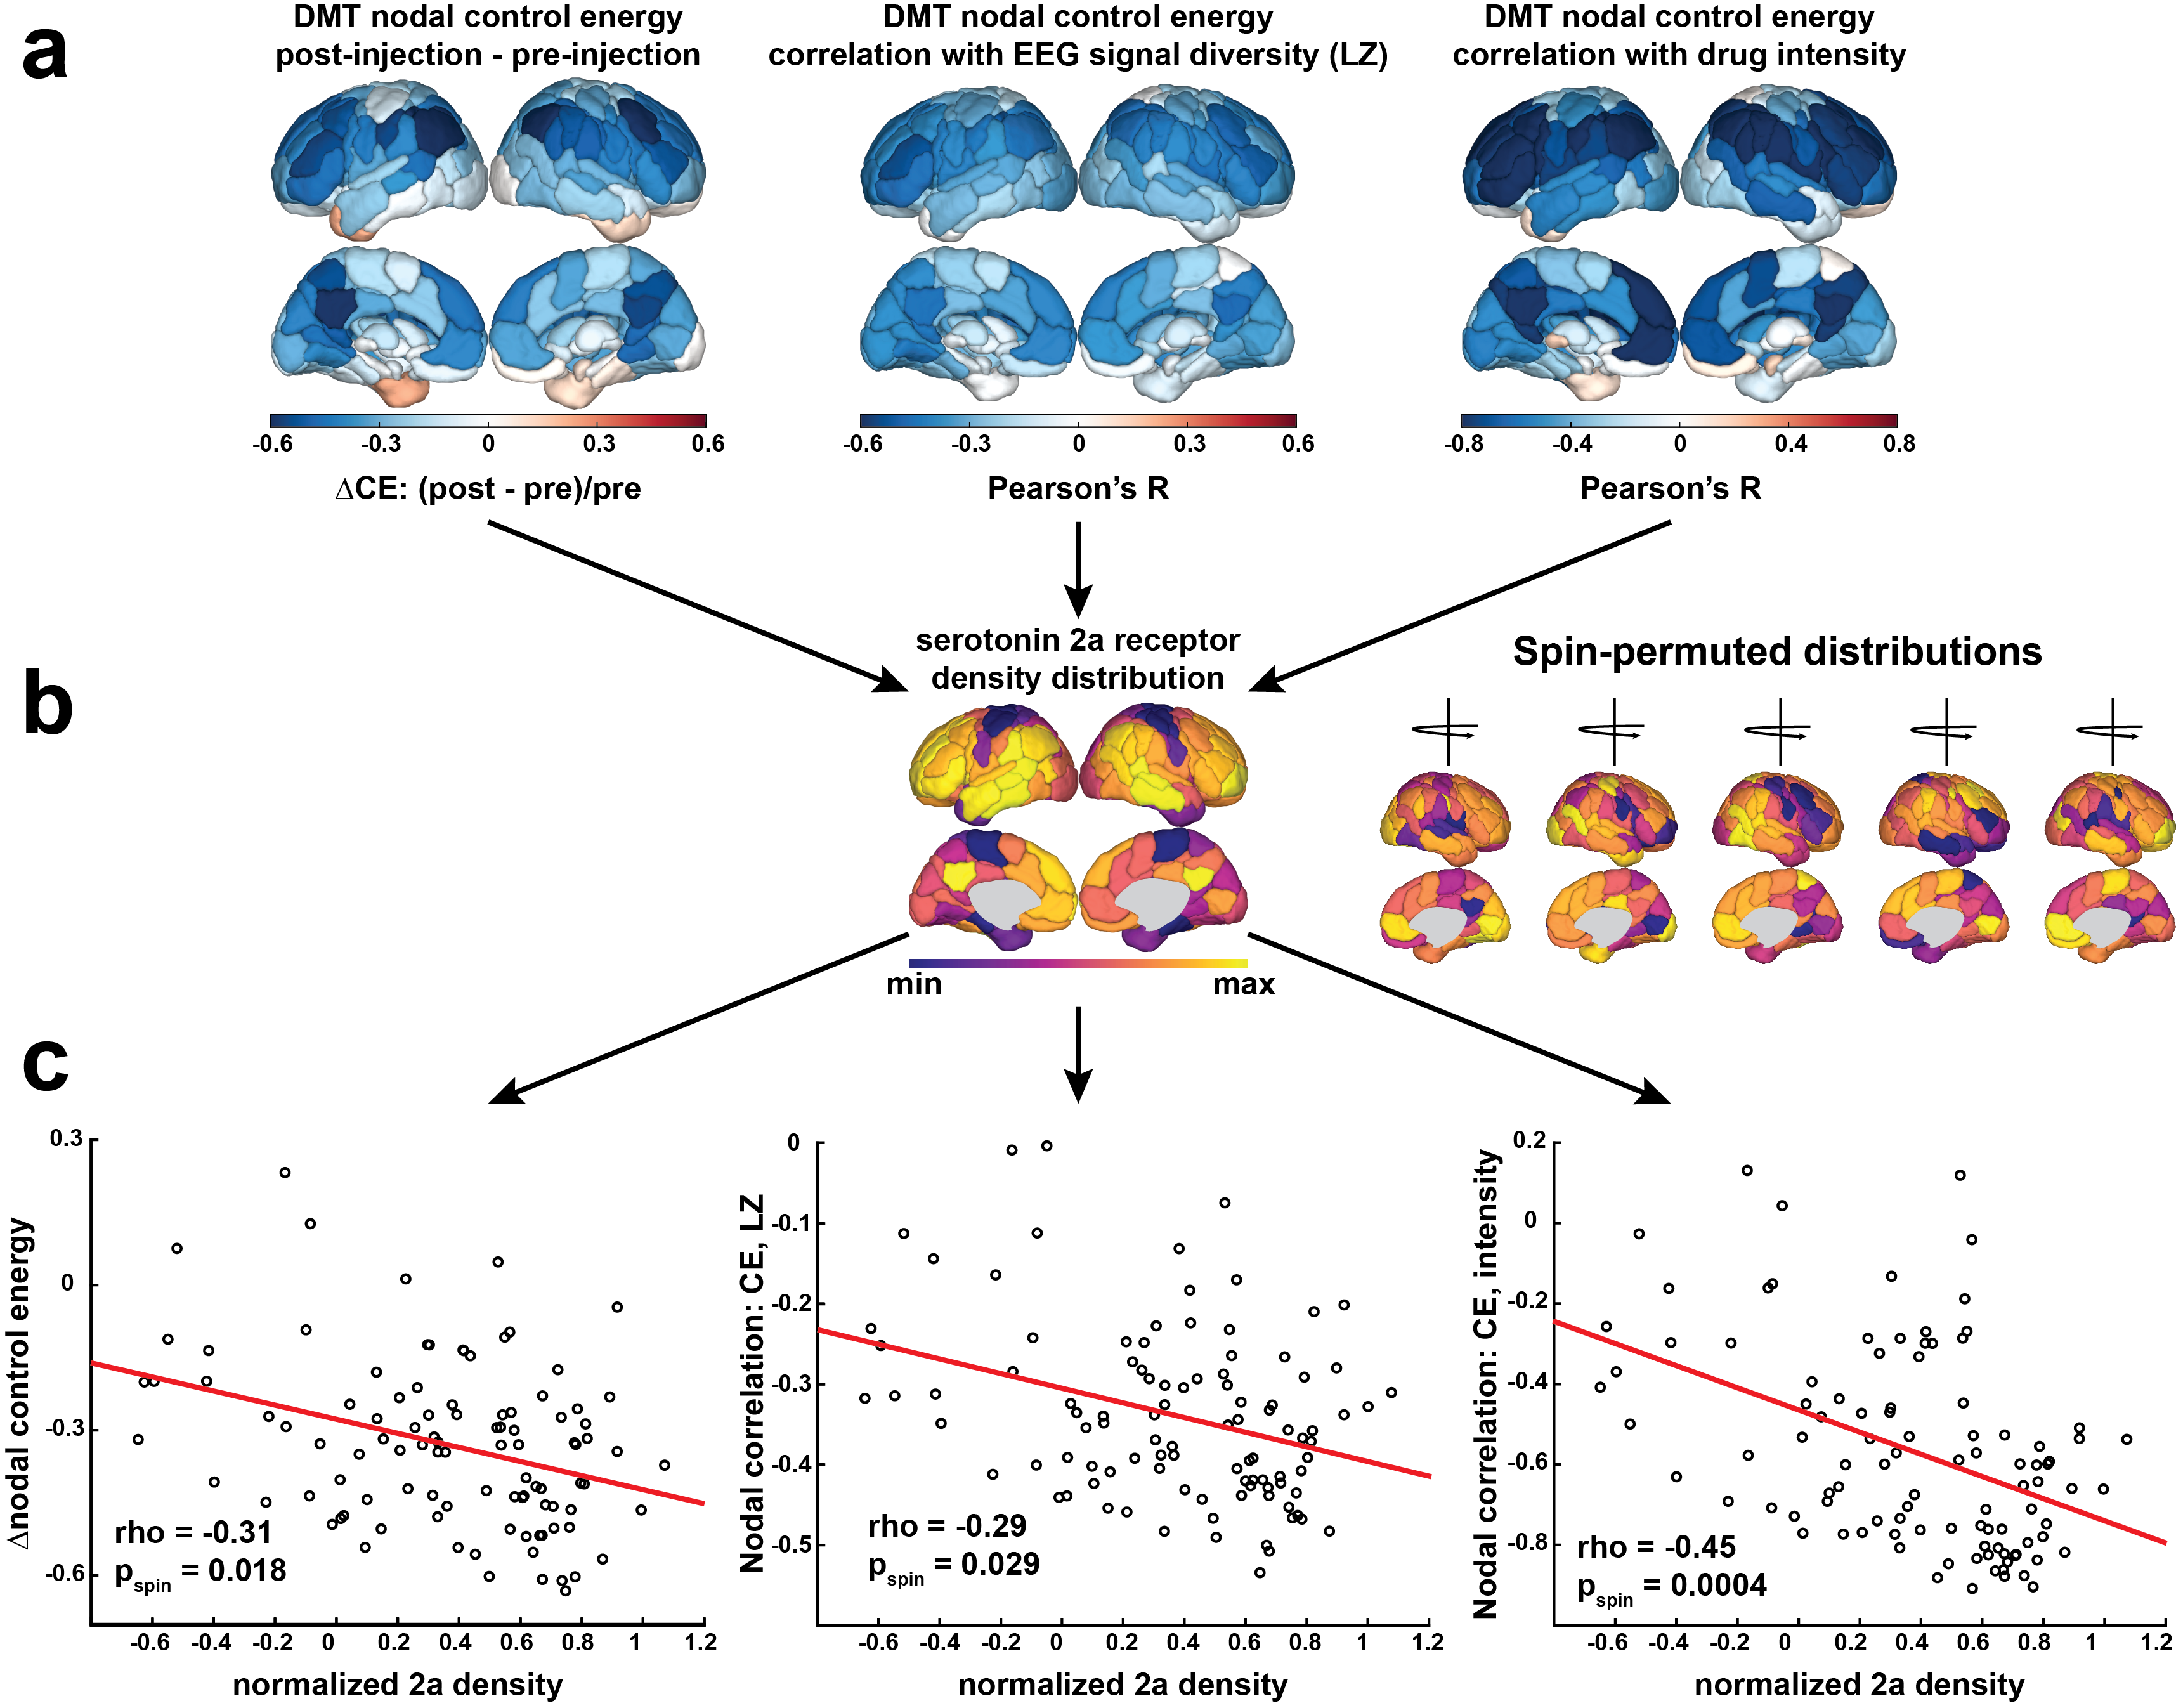 a
DMT nodal control energy
post-injection - pre-injection
DMT nodal control energy
correlation with EEG signal diversity (LZ)
DMT nodal control energy
correlation with drug intensity
-0.6 -0.3 0 0.3 0.6
ΔCE: (post - pre)/pre
-0.6 -0.3 0 0.3 0.6
Pearson’s R
-0.8 -0.4 0 0.4 0.8
Pearson’s R
b
serotonin 2a receptor
density distribution
min max
Spin-permuted distributions
c
Δnodal control energy
0.3
0
-0.3
-0.6
rho = -0.31
pspin = 0.018
-0.6 -0.4 -0.2 0 0.2 0.4 0.6 0.8 1 1.2
normalized 2a density
Nodal correlation: CE, LZ
0
-0.1
-0.2
-0.3
-0.4
-0.5
rho = -0.29
pspin = 0.029
-0.6 -0.4 -0.2 0 0.2 0.4 0.6 0.8 1 1.2
normalized 2a density
Nodal correlation: CE, intensity
0.2
0
-0.2
-0.4
-0.6
-0.8
rho = -0.45
pspin = 0.0004
-0.6 -0.4 -0.2 0 0.2 0.4 0.6 0.8 1 1.2
normalized 2a density